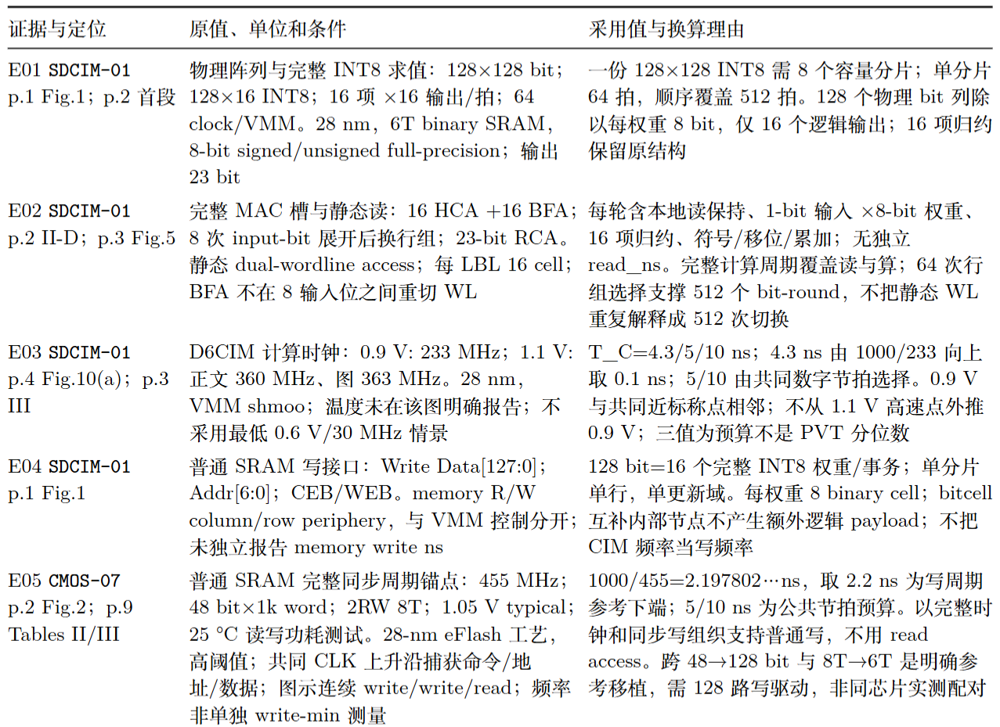 证据与定位 原值、单位和条件 采用值与换算理由
E01 SDCIM-01
p.1 Fig.1；p.2 首段
物理阵列与完整 INT8 求值：128×128 bit；
128×16 INT8；16 项 ×16 输出/拍；64
clock/VMM。28 nm，6T binary SRAM，
8-bit signed/unsigned full-precision；输出
23 bit
一份 128×128 INT8 需 8 个容量分片；单分片
64 拍，顺序覆盖 512 拍。128 个物理 bit 列除
以每权重 8 bit，仅 16 个逻辑输出；16 项归约
保留原结构
E02 SDCIM-01
p.2 II-D；p.3 Fig.5
完整 MAC 槽与静态读：16 HCA +16 BFA；
8 次 input-bit 展开后换行组；23-bit RCA。
静态 dual-wordline access；每 LBL 16 cell；
BFA 不在 8 输入位之间重切 WL
每轮含本地读保持、1-bit 输入 ×8-bit 权重、
16 项归约、符号/移位/累加；无独立
read_ns。完整计算周期覆盖读与算；64 次行
组选择支撑 512 个 bit-round，不把静态 WL
重复解释成 512 次切换
E03 SDCIM-01
p.4 Fig.10(a)；p.3
III
D6CIM 计算时钟：0.9 V: 233 MHz；1.1 V:
正文 360 MHz、图 363 MHz。28 nm，
VMM shmoo；温度未在该图明确报告；不
采用最低 0.6 V/30 MHz 情景
T_C=4.3/5/10 ns；4.3 ns 由 1000/233 向上
取 0.1 ns；5/10 由共同数字节拍选择。0.9 V
与共同近标称点相邻；不从 1.1 V 高速点外推
0.9 V；三值为预算不是 PVT 分位数
E04 SDCIM-01
p.1 Fig.1
普通 SRAM 写接口：Write Data[127:0]；
Addr[6:0]；CEB/WEB。memory R/W
column/row periphery，与 VMM 控制分开；
未独立报告 memory write ns
128 bit=16 个完整 INT8 权重/事务；单分片
单行，单更新域。每权重 8 binary cell；bitcell
互补内部节点不产生额外逻辑 payload；不把
CIM 频率当写频率
E05 CMOS-07
p.2 Fig.2；p.9
Tables II/III
普通 SRAM 完整同步周期锚点：455 MHz；
48 bit×1k word；2RW 8T；1.05 V typical；
25 °C 读写功耗测试。28-nm eFlash 工艺，
高阈值；共同 CLK 上升沿捕获命令/地
址/数据；图示连续 write/write/read；频率
非单独 write-min 测量
1000/455=2.197802…ns，取 2.2 ns 为写周期
参考下端；5/10 ns 为公共节拍预算。以完整时
钟和同步写组织支持普通写，不用 read
access。跨 48→128 bit 与 8T→6T 是明确参
考移植，需 128 路写驱动，非同芯片实测配对